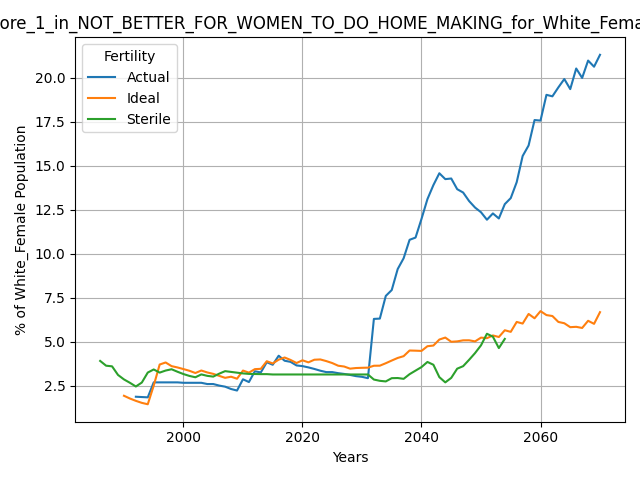 ore_1_in_NOT_BETTER_FOR_WOMEN_TO_DO_HOME_MAKING_for_White_Fema
Fertility
Actual
Ideal
Sterile
% of White_Female Population
20.0
17.5
15.0
12.5
10.0
7.5
5.0
2.5
2000
2020
2040
2060
Years